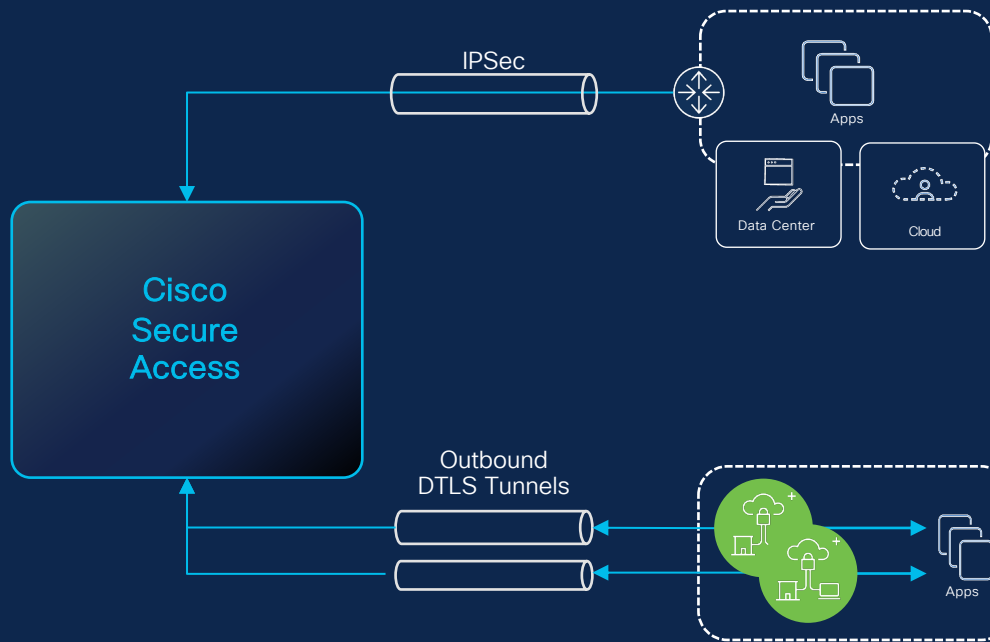 IPSec
Apps
Data Center
Cloud
Cisco
Secure
Access
Outbound
DTLS Tunnels
Apps